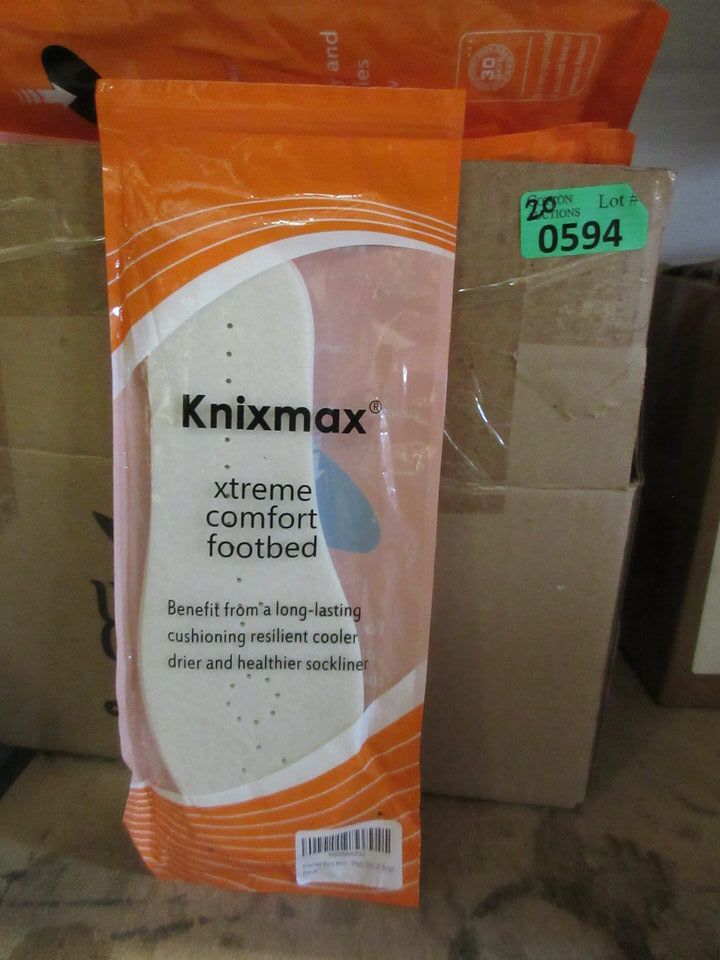 and
30
20
Lot #
0594
Knixmax®
xtreme
comfort
footbed
Benefit from a long-lasting
cushioning resilient cooler
drier and healthier sockliner